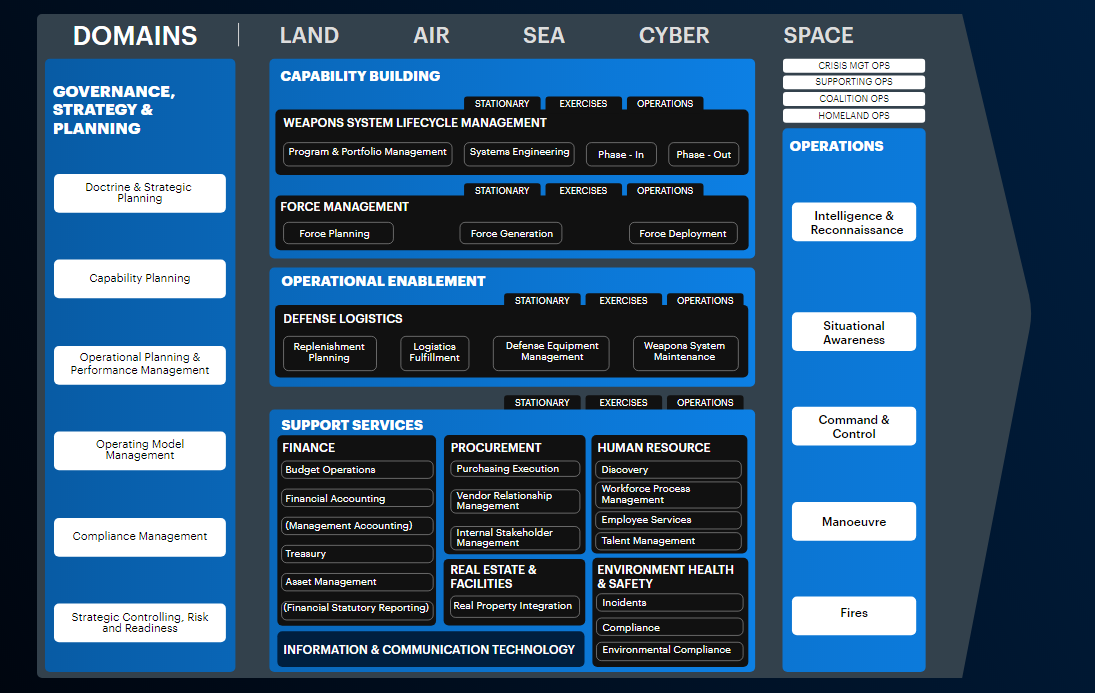 DOMAINS
LAND
AIR
SEA
CYBER
SPACE
GOVERNANCE,
STRATEGY &
PLANNING
Doctrine & Strategic
Planning
Capability Planning
Operational Planning &
Performance Management
Operating Model
Management
Compliance Management
Strategic Controlling, Risk
and Readiness
CAPABILITY BUILDING
STATIONARY
EXERCISES
OPERATIONS
WEAPONS SYSTEM LIFECYCLE MANAGEMENT
Program & Portfolio Management
Systems Engineering
Phase - In
Phase - Out
STATIONARY
EXERCISES
OPERATIONS
FORCE MANAGEMENT
Force Planning
Force Generation
Force Deployment
OPERATIONAL ENABLEMENT
STATIONARY
EXERCISES
OPERATIONS
DEFENSE LOGISTICS
Replenishment
Planning
Logistics
Fulfillment
Defense Equipment
Management
Weapons System
Maintenance
STATIONARY
EXERCISES
OPERATIONS
SUPPORT SERVICES
FINANCE
Budget Operations
Financial Accounting
(Management Accounting)
Treasury
Asset Management
(Financial Statutory Reporting)
PROCUREMENT
Purchasing Execution
Vendor Relationship
Management
Internal Stakeholder
Management
REAL ESTATE &
FACILITIES
Real Property Integration
HUMAN RESOURCE
Discovery
Workforce Process
Management
Employee Services
Talent Management
ENVIRONMENT HEALTH
& SAFETY
Incidents
Compliance
Environmental Compliance
INFORMATION & COMMUNICATION TECHNOLOGY
CRISIS MGT OPS
SUPPORTING OPS
COALITION OPS
HOMELAND OPS
OPERATIONS
Intelligence &
Reconnaissance
Situational
Awareness
Command &
Control
Manoeuvre
Fires